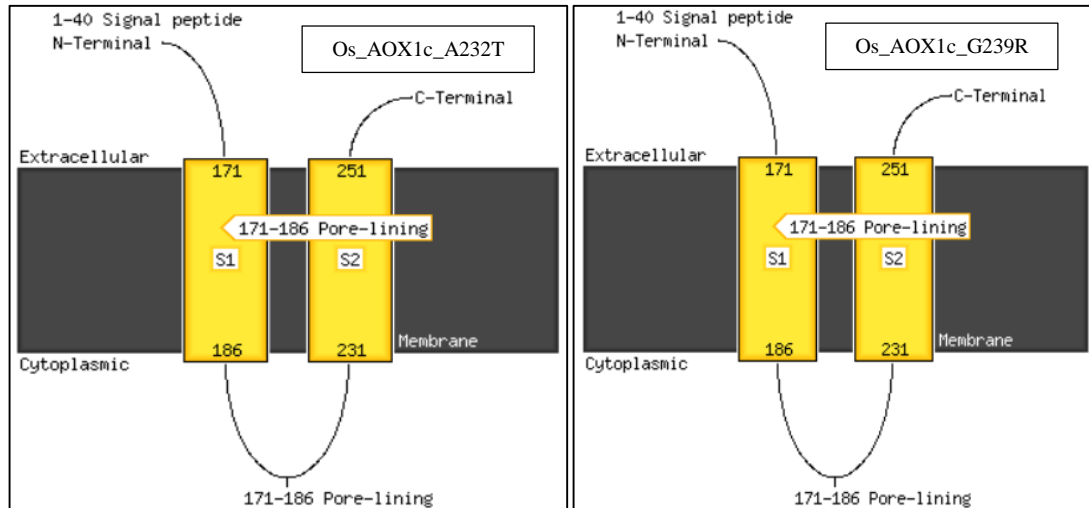 1-40 Signal peptide
N-Terminal
Os_AOX1c_A232T
C-Terminal
Extracellular
171
251
171-186 Pore-lining
S1
S2
186
231
Membrane
Cytoplasmic
171-186 Pore-lining
1-40 Signal peptide
N-Terminal
Os_AOX1c_G239R
C-Terminal
Extracellular
171
251
171-186 Pore-lining
S1
S2
186
231
Membrane
Cytoplasmic
171-186 Pore-lining